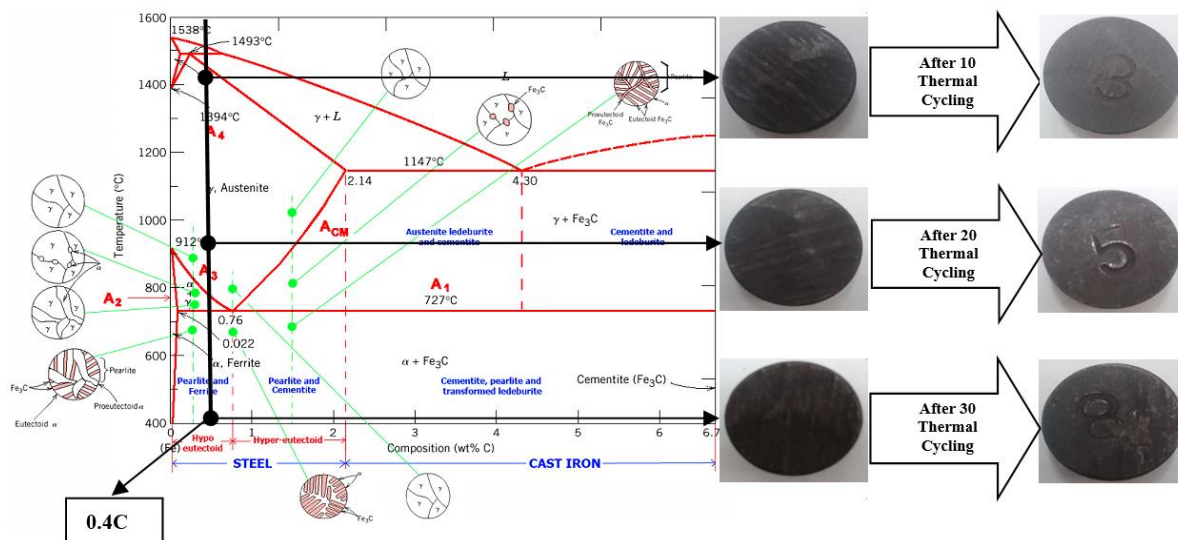 1600
1538°C
1493°C
1400
1394°C
A4
L
γ + L
Fe3C
Pearlite
Proeutectoid
Fe3C
Eutectoid Fe3C
α
1200
1147°C
2.14
4.30
γ, Austenite
1000
Temperature (°C)
ACM
γ + Fe3C
Austenite ledeburite
and cementite
Cementite and
ledeburite
912°
A3
A1
A2
α
+
γ
800
727°C
0.76
0.022
600
α, Ferrite
α + Fe3C
Pearlite and
Ferrite
Pearlite and
Cementite
Cementite, pearlite and
transformed ledeburite
Cementite (Fe3C)
400
0
1
2
3
4
5
6
6.7
(Fe)
Hypo
eutectoid
Hyper-eutectoid
Composition (wt% C)
STEEL
CAST IRON
0.4C
γ
γ
γ
γ
γ
γ
α
γ
γ
γ
Pearlite
Fe3C
Proeutectoid α
Eutectoid α
α
Fe3C
γ
γ
γ
After 10
Thermal
Cycling
3
After 20
Thermal
Cycling
5
After 30
Thermal
Cycling
8